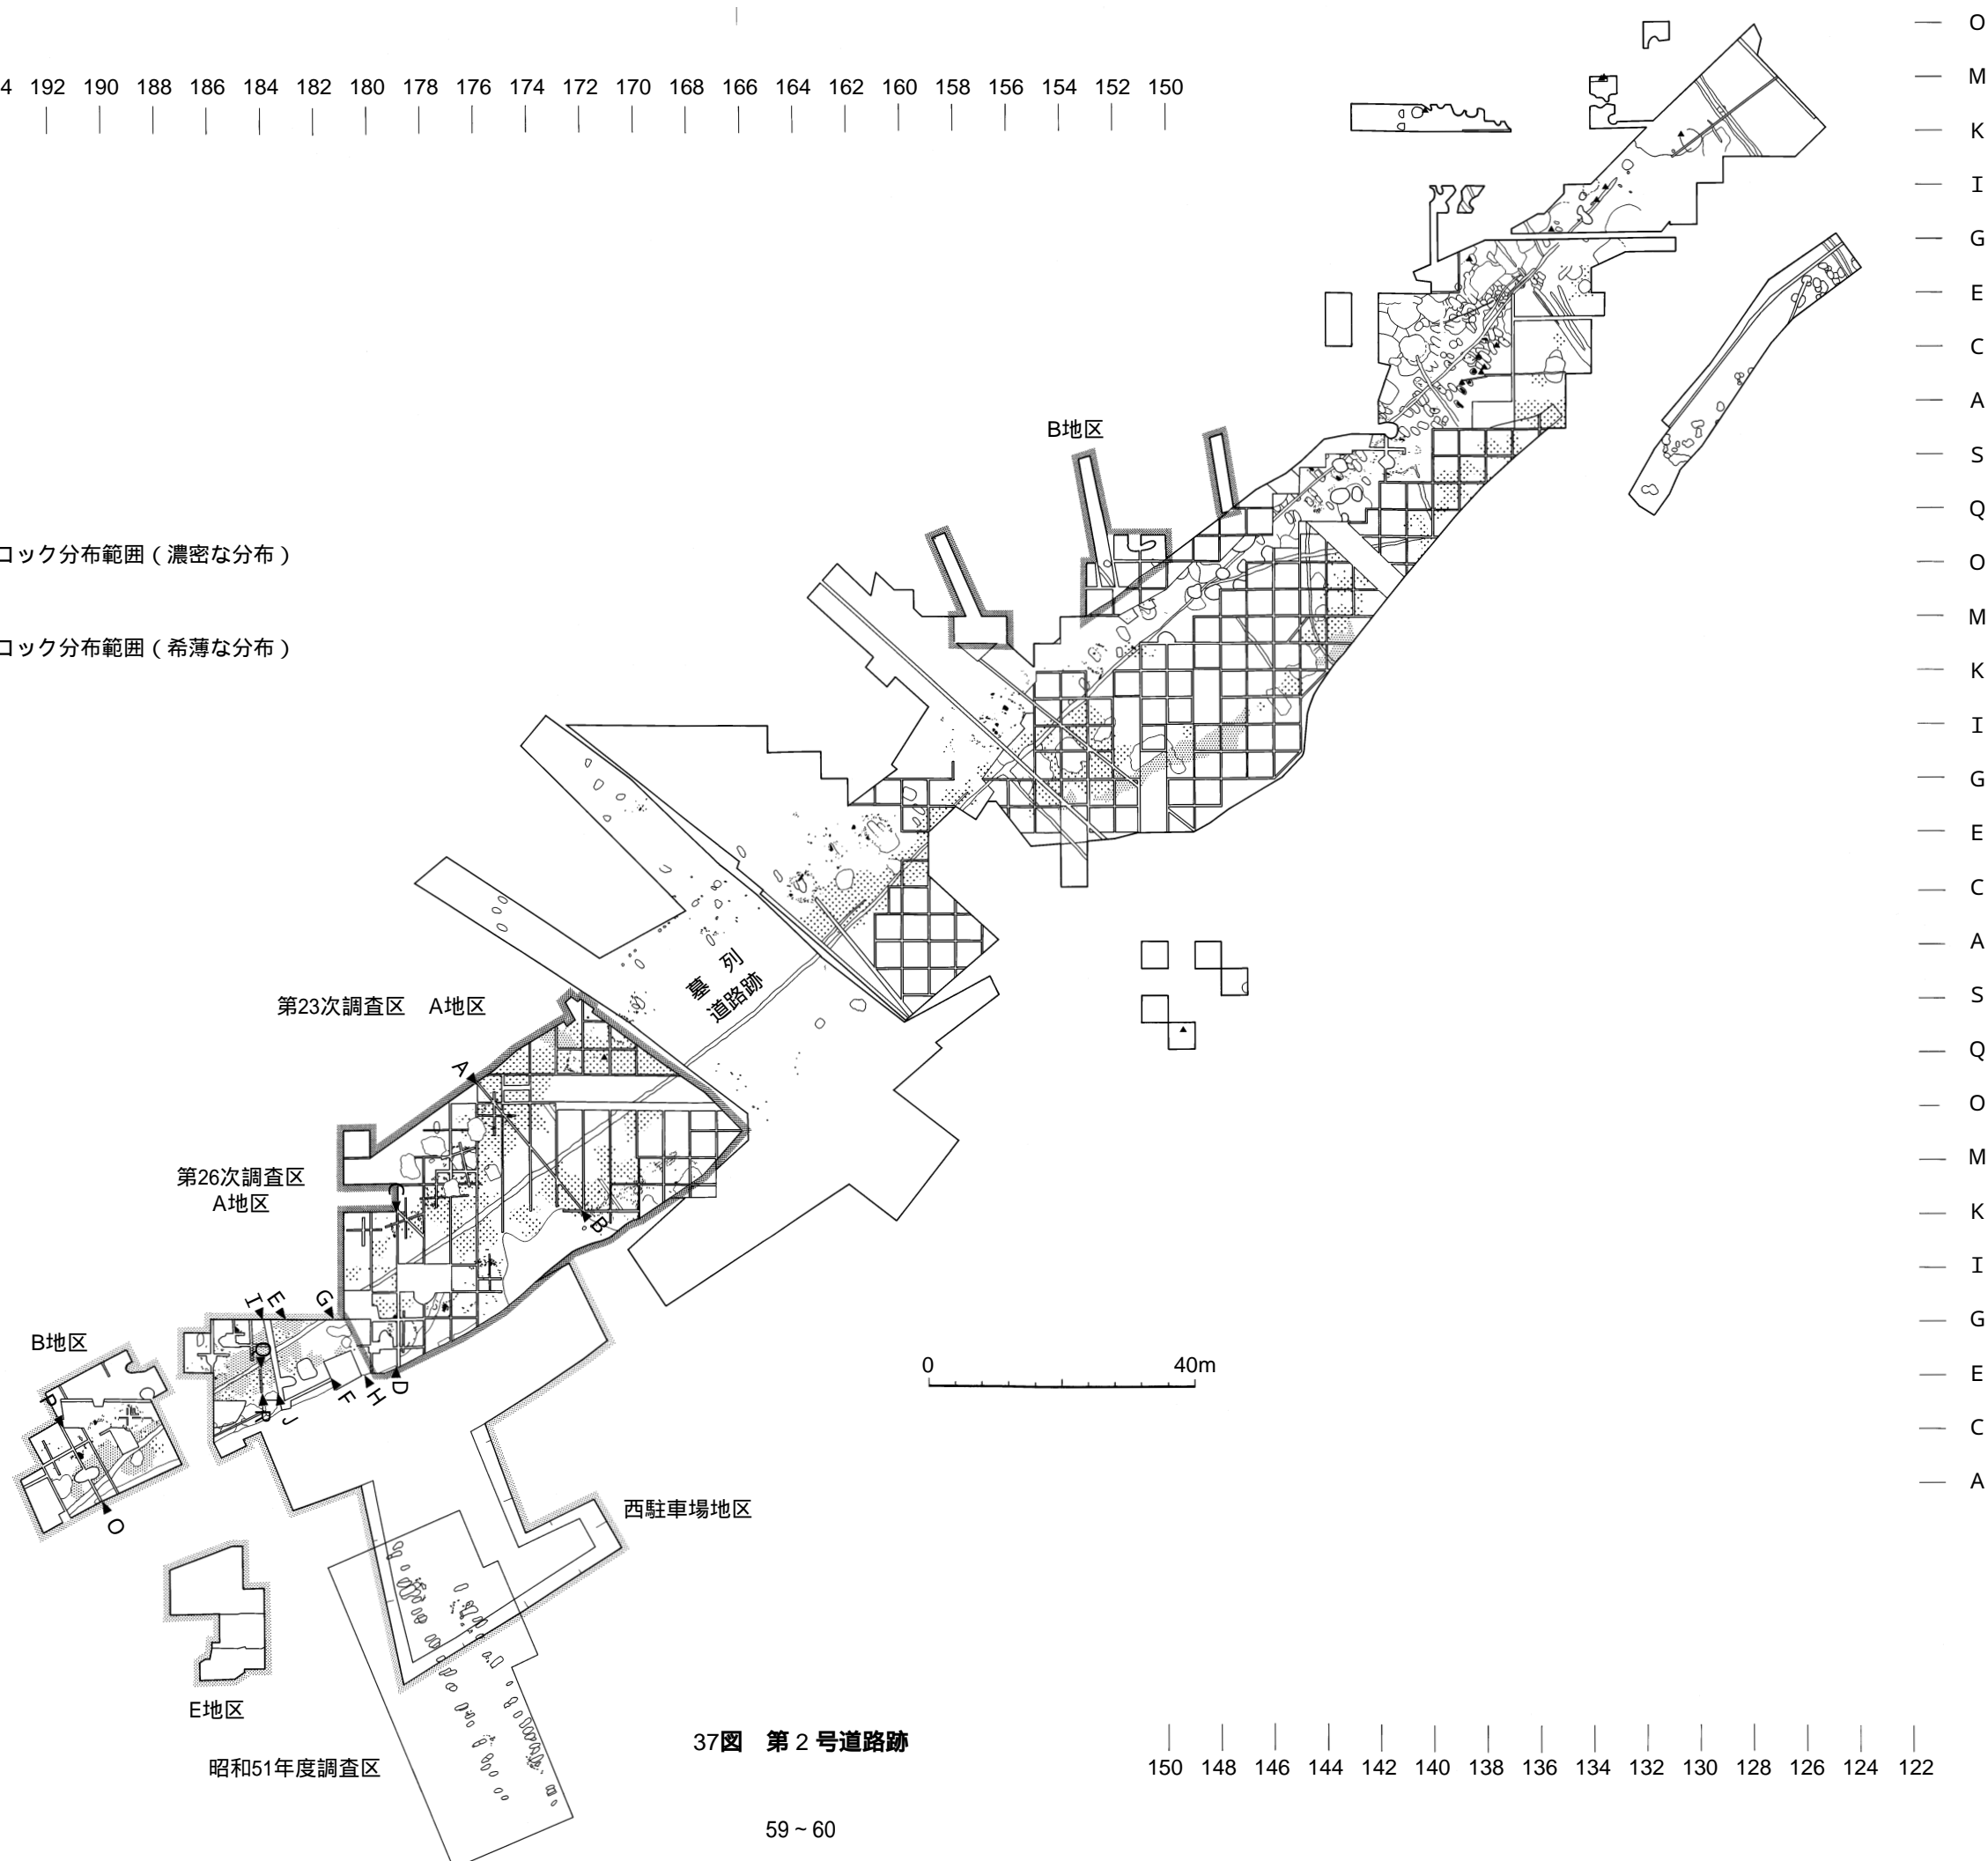 O
M
K
I
G
E
C
A
S
Q
O
M
K
I
G
E
C
A
S
Q
O
M
K
I
G
E
C
A
4 192 190 188 186 184 182 180 178 176 174 172 170 168 166 164 162 160 158 156 154 152 150
B地区
ロック分布範囲（濃密な分布）
ロック分布範囲（希薄な分布）
墓列
道路跡
第23次調査区 A地区
A
第26次調査区
A地区
C
B
I E G
B地区
Q
P
R J F H D
O
0 40m
西駐車場地区
E地区
昭和51年度調査区
37図 第２号道路跡
150 148 146 144 142 140 138 136 134 132 130 128 126 124 122
59～60